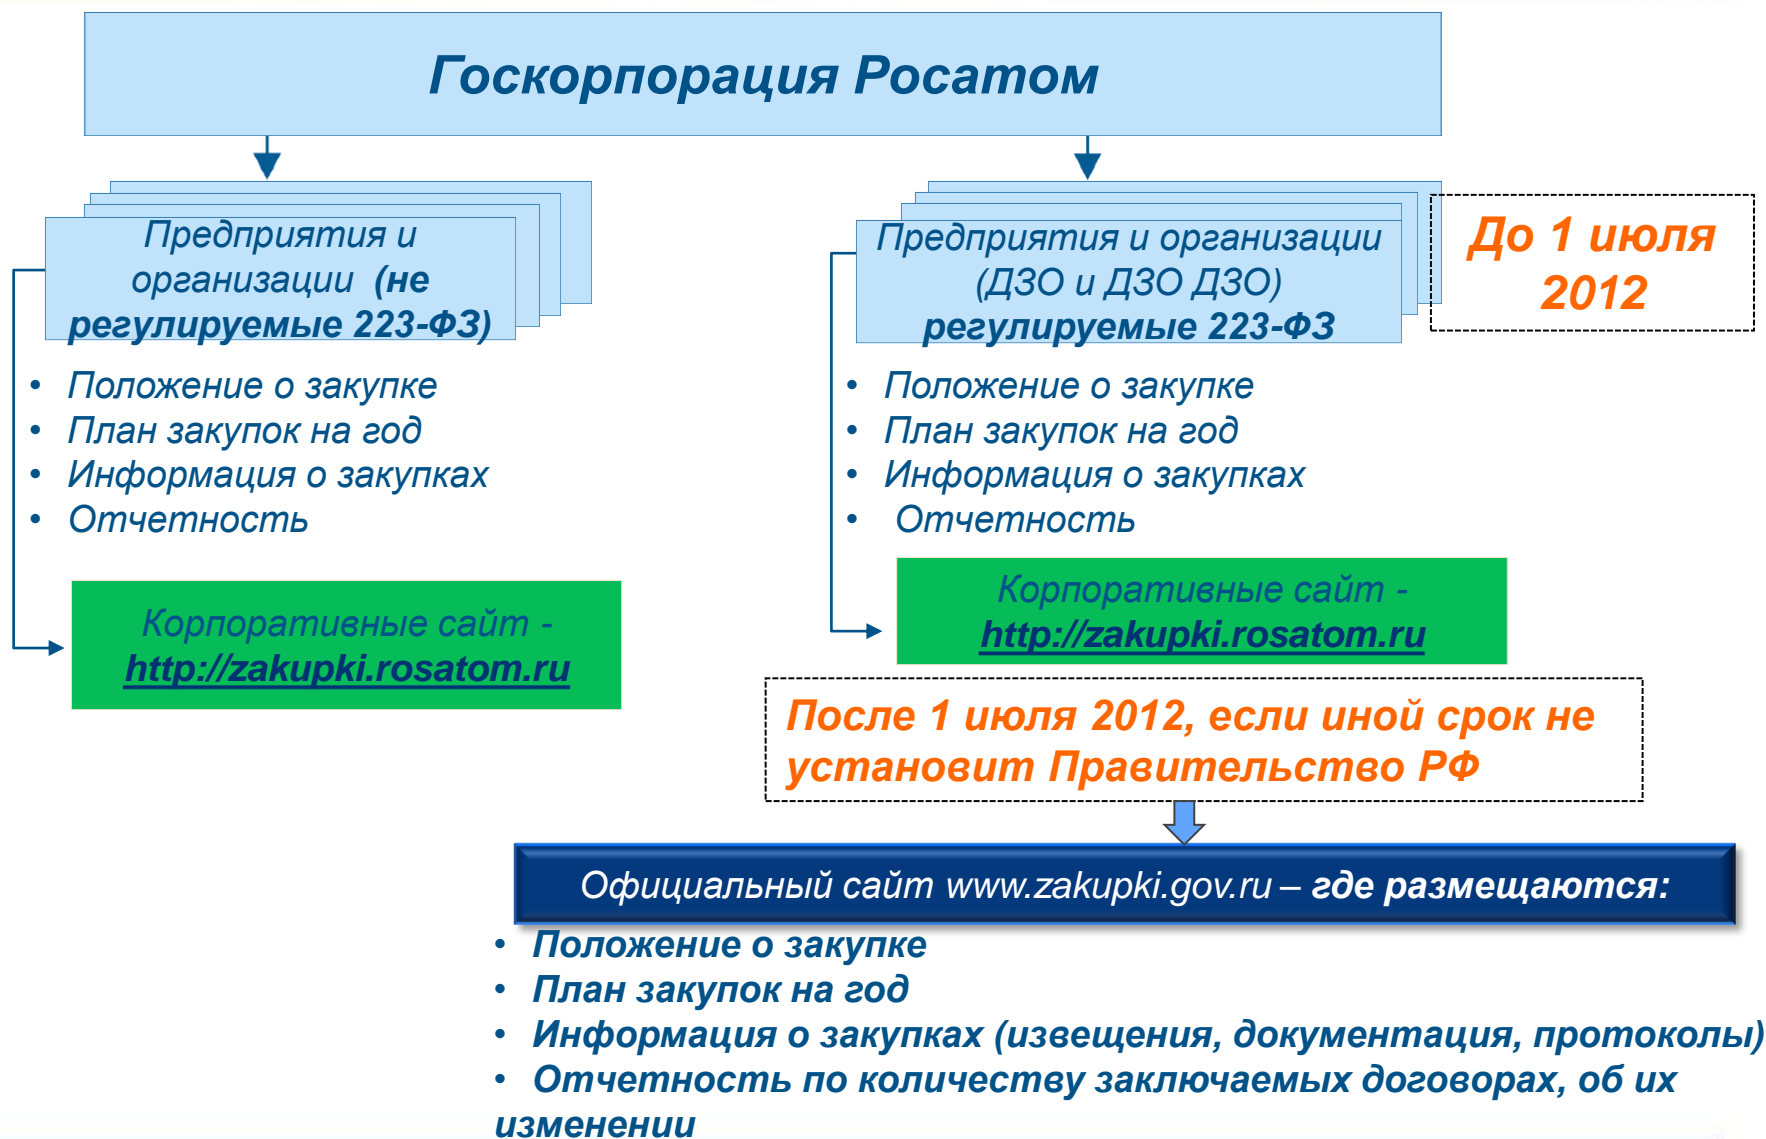 Госкорпорация Росатом
Предприятия и
организации (не
регулируемые 223-ФЗ)
• Положение о закупке
• План закупок на год
• Информация о закупках
• Отчетность
Корпоративные сайт -
http://zakupki.rosatom.ru
Предприятия и организации
(ДЗО и ДЗО ДЗО)
регулируемые 223-ФЗ
До 1 июля
2012
• Положение о закупке
• План закупок на год
• Информация о закупках
• Отчетность
Корпоративные сайт -
http://zakupki.rosatom.ru
После 1 июля 2012, если иной срок не
установит Правительство РФ
Официальный сайт www.zakupki.gov.ru – где размещаются:
• Положение о закупке
• План закупок на год
• Информация о закупках (извещения, документация, протоколы)
• Отчетность по количеству заключаемых договорах, об их
изменении